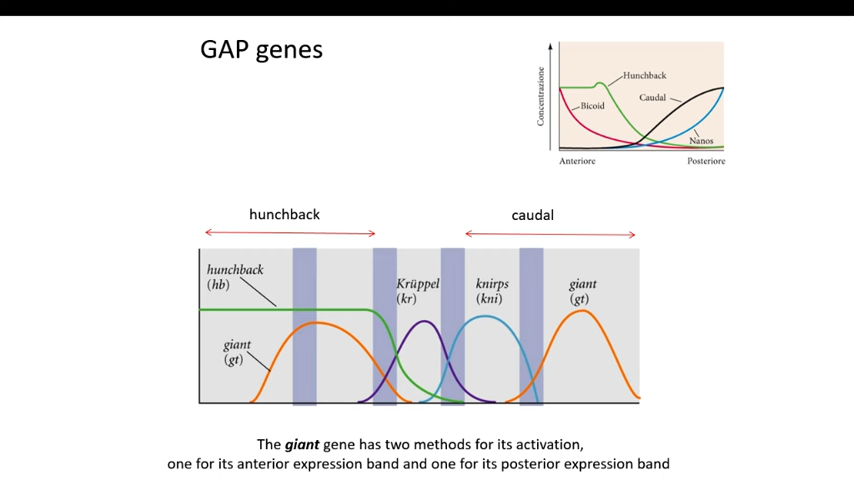 GAP genes
Concentrazione
Hunchback
Caudal
Bicoid
Nanos
Anteriore
Posteriore
hunchback
caudal
hunchback
(hb)
Krüppel
(kr)
knirps
(kni)
giant
(gt)
giant
(gt)
The giant gene has two methods for its activation,
one for its anterior expression band and one for its posterior expression band